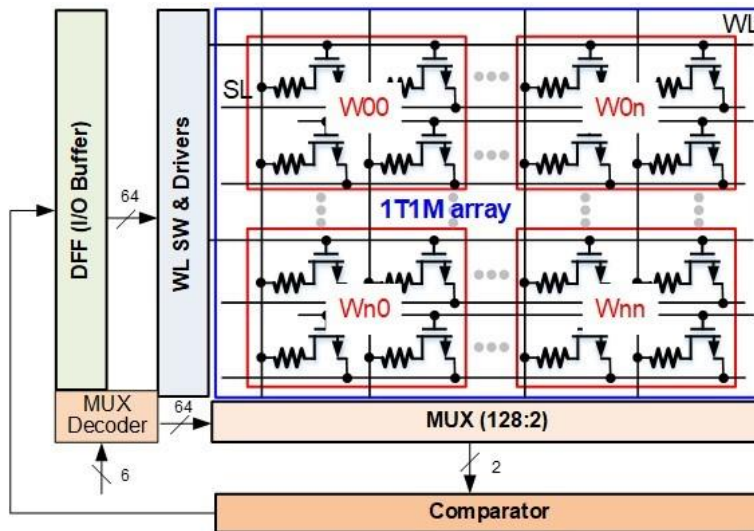 WL
SL
W00
W0n
DFF (I/O Buffer)
64
WL SW & Drivers
1T1M array
Wn0
Wnn
MUX
Decoder
64
MUX (128:2)
6
2
Comparator